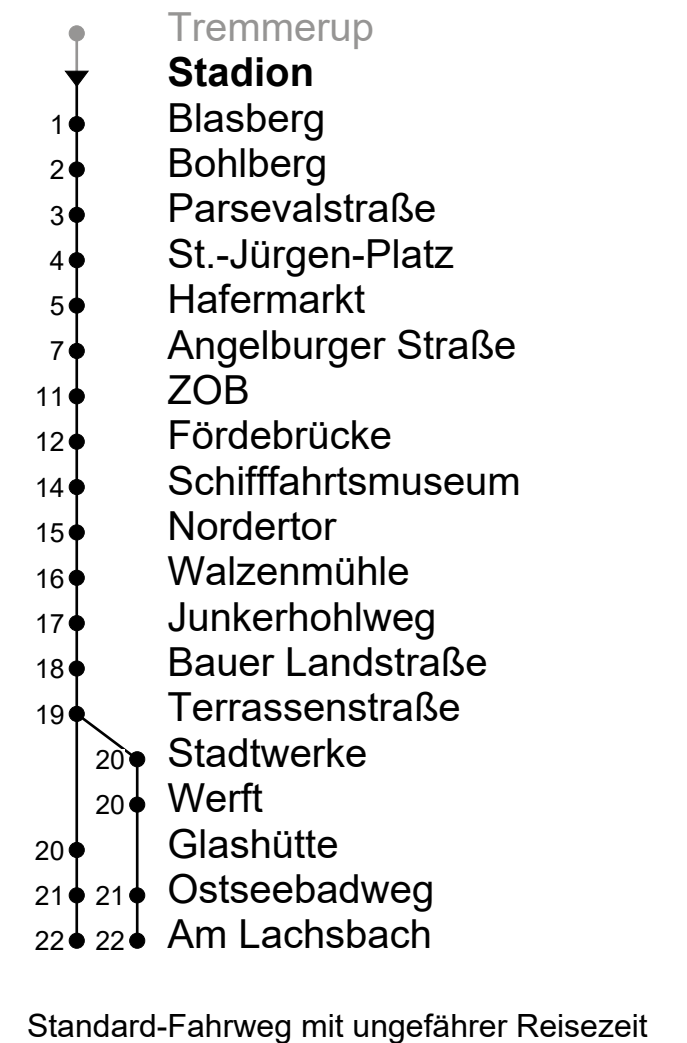 Tremmerup
Stadion
1 Blasberg
2 Bohlberg
3 Parsevalstraße
4 St.-Jürgen-Platz
5 Hafermarkt
7 Angelburger Straße
11 ZOB
12 Fördebrücke
14 Schifffahrtsmuseum
15 Nordertor
16 Walzenmühle
17 Junkerhohlweg
18 Bauer Landstraße
19 Terrassenstraße
20 Stadtwerke
20 Werft
20 Glashütte
21 21 Ostseebadweg
22 22 Am Lachsbach
Standard-Fahrweg mit ungefährer Reisezeit